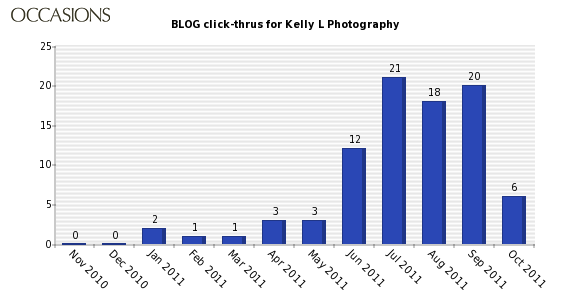 OCCASIONS
BLOG click-thrus for Kelly L Photography
25
20
15
10
5
0
0
0
2
1
1
3
3
12
21
18
20
6
Nov 2010
Dec 2010
Jan 2011
Feb 2011
Mar 2011
Apr 2011
May 2011
Jun 2011
Jul 2011
Aug 2011
Sep 2011
Oct 2011